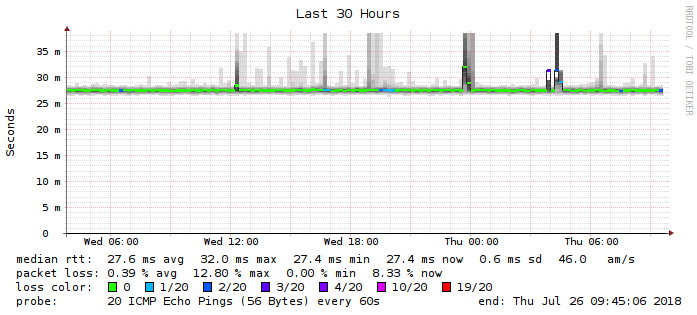 Last 30 Hours
RRDTOOL / TOBI OETIKER
Seconds
35 m
30 m
25 m
20 m
15 m
10 m
5 m
0
Wed 06:00 Wed 12:00 Wed 18:00 Thu 00:00 Thu 06:00
median rtt: 27.6 ms avg 32.0 ms max 27.4 ms min 27.4 ms now 0.6 ms sd 46.0 am/s
packet loss: 0.39 % avg 12.80 % max 0.00 % min 8.33 % now
loss color: 0 1/20 2/20 3/20 4/20 10/20 19/20
probe: 20 ICMP Echo Pings (56 Bytes) every 60s end: Thu Jul 26 09:45:06 2018